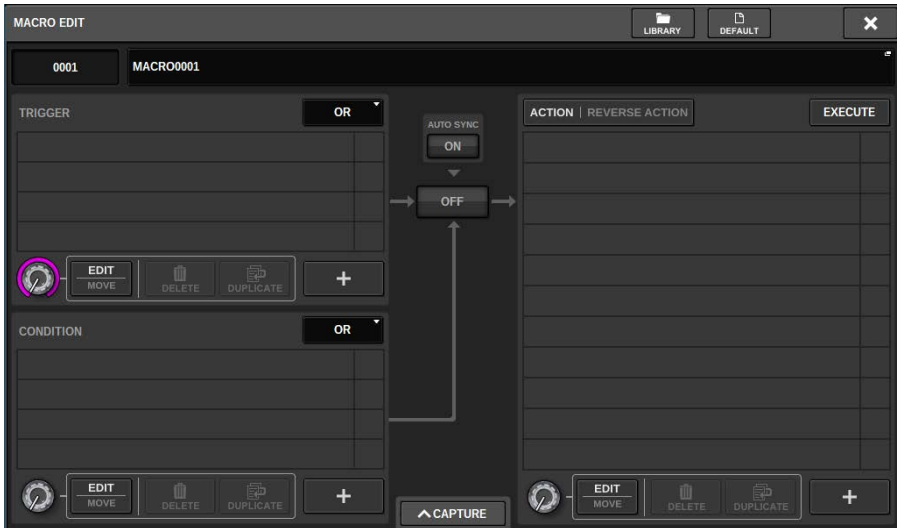 MACRO EDIT
LIBRARY
DEFAULT
0001
MACRO0001
TRIGGER
OR
EDIT
MOVE
DELETE
DUPLICATE
+
CONDITION
OR
EDIT
MOVE
DELETE
DUPLICATE
+
AUTO SYNC
ON
OFF
CAPTURE
ACTION | REVERSE ACTION
EXECUTE
EDIT
MOVE
DELETE
DUPLICATE
+